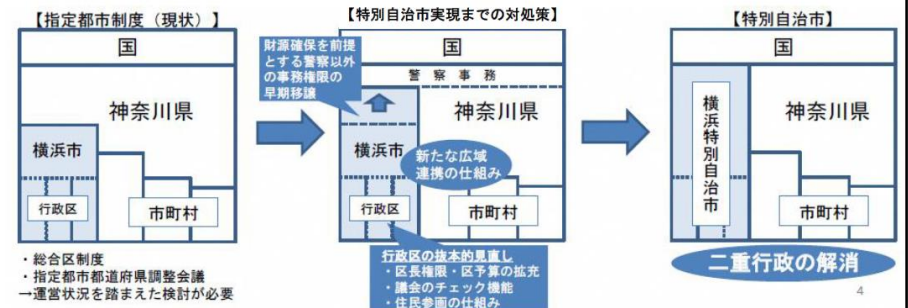 【指定都市制度（現状）】
国
神奈川県
横浜市
行政区
市町村
・総合区制度
・指定都市都道府県調整会議
→運営状況を踏まえた検討が必要
【特別自治市実現までの対処策】
財源確保を前提
とする警察以外
の事務権限の
早期移譲
国
警察事務
神奈川県
横浜市
新たな広域
連携の仕組み
行政区
市町村
行政区の抜本的見直し
・区長権限・区予算の拡充
・議会のチェック機能
・住民参画の仕組み
【特別自治市】
国
横浜特別自治市
神奈川県
市町村
二重行政の解消
4